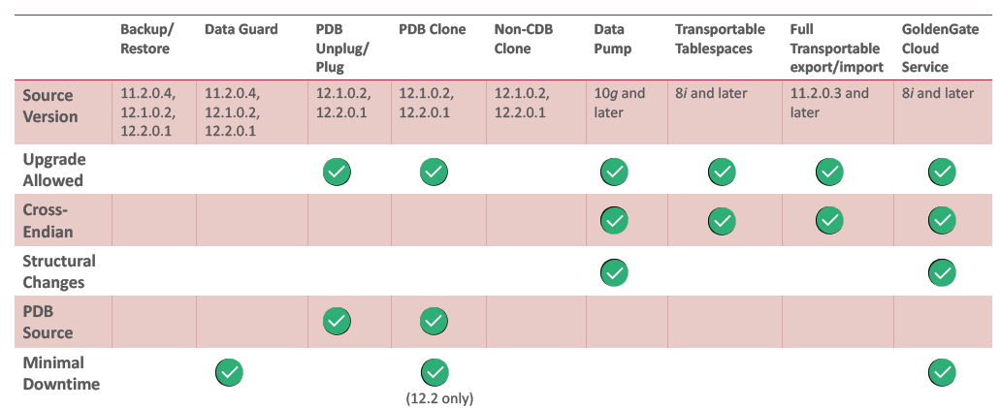 Backup/
Restore
Data Guard
PDB
Unplug/
Plug
PDB Clone
Non-CDB
Clone
Data
Pump
Transportable
Tablespaces
Full
Transportable
export/import
GoldenGate
Cloud
Service
Source
Version
11.2.0.4,
12.1.0.2,
12.2.0.1
11.2.0.4,
12.1.0.2,
12.2.0.1
12.1.0.2,
12.2.0.1
12.1.0.2,
12.2.0.1
12.1.0.2,
12.2.0.1
10g and
later
8i and later
11.2.0.3 and
later
8i and later
Upgrade
Allowed
Cross-
Endian
Structural
Changes
PDB
Source
Minimal
Downtime
(12.2 only)